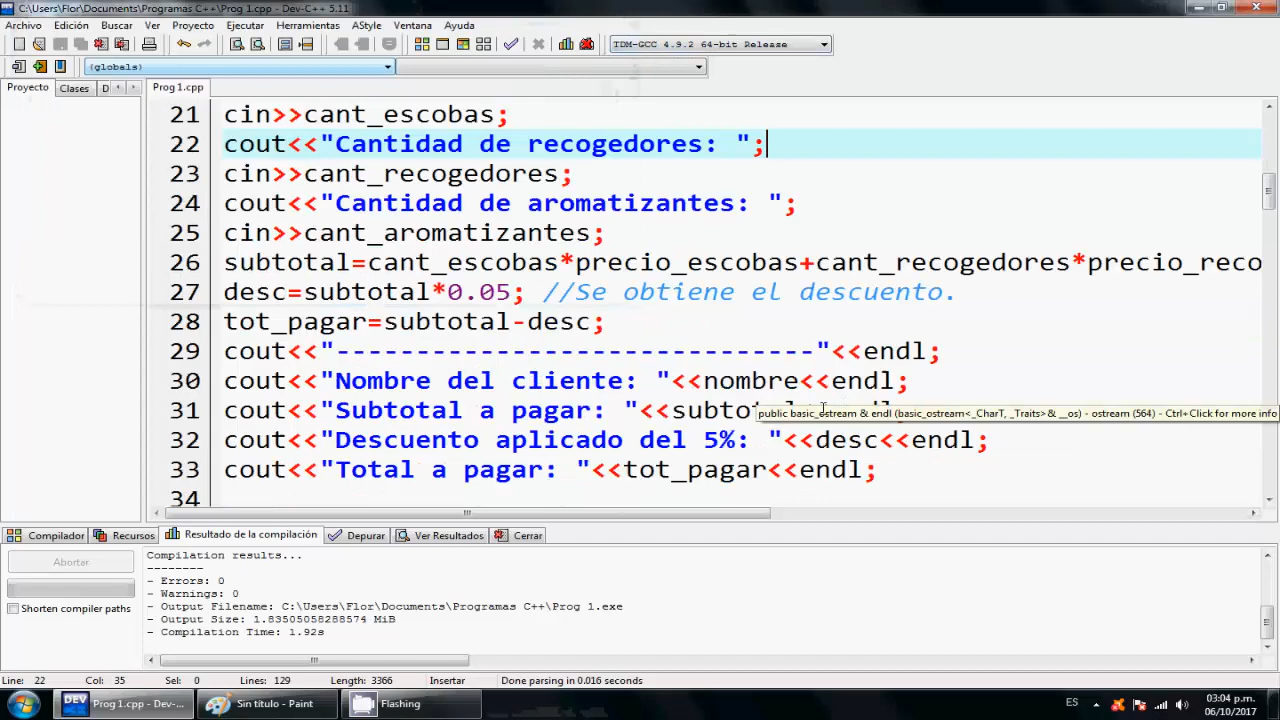 C:\Users\Flor\Documents\Programas C++\Prog 1.cpp - Dev-C++ 5.11
Archivo Edición Buscar Ver Proyecto Ejecutar Herramientas AStyle Ventana Ayuda
TDM-GCC 4.9.2 64-bit Release
(globals)
Proyecto Clases D Prog 1.cpp
21 cin>>cant_escobas;
22 cout<<"Cantidad de recogedores: ";
23 cin>>cant_recogedores;
24 cout<<"Cantidad de aromatizantes: ";
25 cin>>cant_aromatizantes;
26 subtotal=cant_escobas*precio_escobas+cant_recogedores*precio_reco
27 desc=subtotal*0.05; //Se obtiene el descuento.
28 tot_pagar=subtotal-desc;
29 cout<<"------------------------------"<<endl;
30 cout<<"Nombre del cliente: "<<nombre<<endl;
31 cout<<"Subtotal a pagar: "<<subto
public basic_ostream & endl (basic_ostream<_CharT, _Traits>& __os) - ostream (564) - Ctrl+Click for more info
32 cout<<"Descuento aplicado del 5%: "<<desc<<endl;
33 cout<<"Total a pagar: "<<tot_pagar<<endl;
34
Compilador Recursos Resultado de la compilación Depurar Ver Resultados Cerrar
Abortar
Shorten compiler paths
Compilation results...
--------
- Errors: 0
- Warnings: 0
- Output Filename: C:\Users\Flor\Documents\Programas C++\Prog 1.exe
- Output Size: 1.83505058288574 MiB
- Compilation Time: 1.92s
Line: 22 Col: 35 Sel: 0 Lines: 129 Length: 3366 Insertar Done parsing in 0.016 seconds
DEV Prog 1.cpp - Dev-... Sin título - Paint Flashing ES 03:04 p.m.
06/10/2017